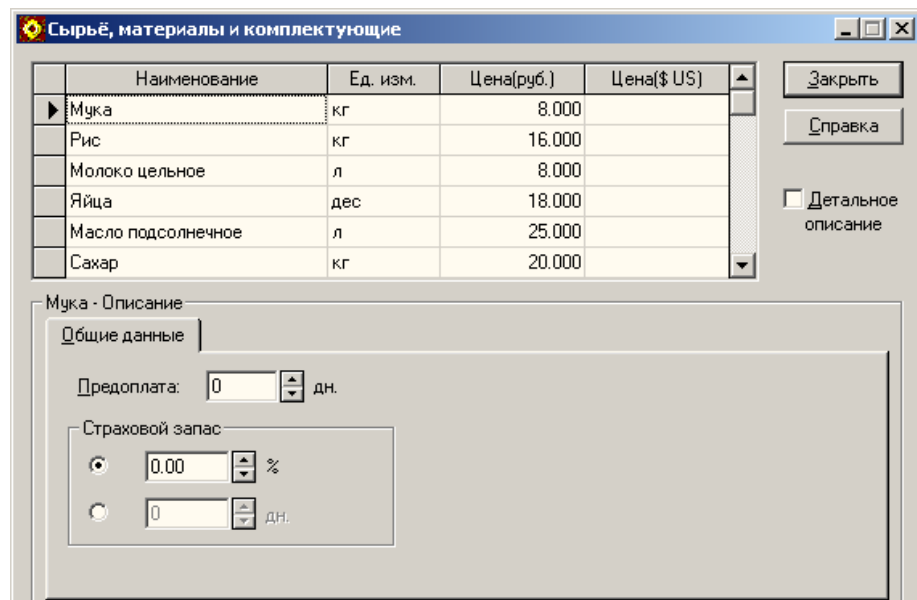 Сырьё, материалы и комплектующие
Наименование Ед. изм. Цена(руб.) Цена($ US)
Мука кг 8.000
Рис кг 16.000
Молоко цельное л 8.000
Яйца дес 18.000
Масло подсолнечное л 25.000
Сахар кг 20.000
Закрыть
Справка
Детальное
описание
Мука - Описание
Общие данные
Предоплата: 0 дн.
Страховой запас
0.00 %
0 дн.